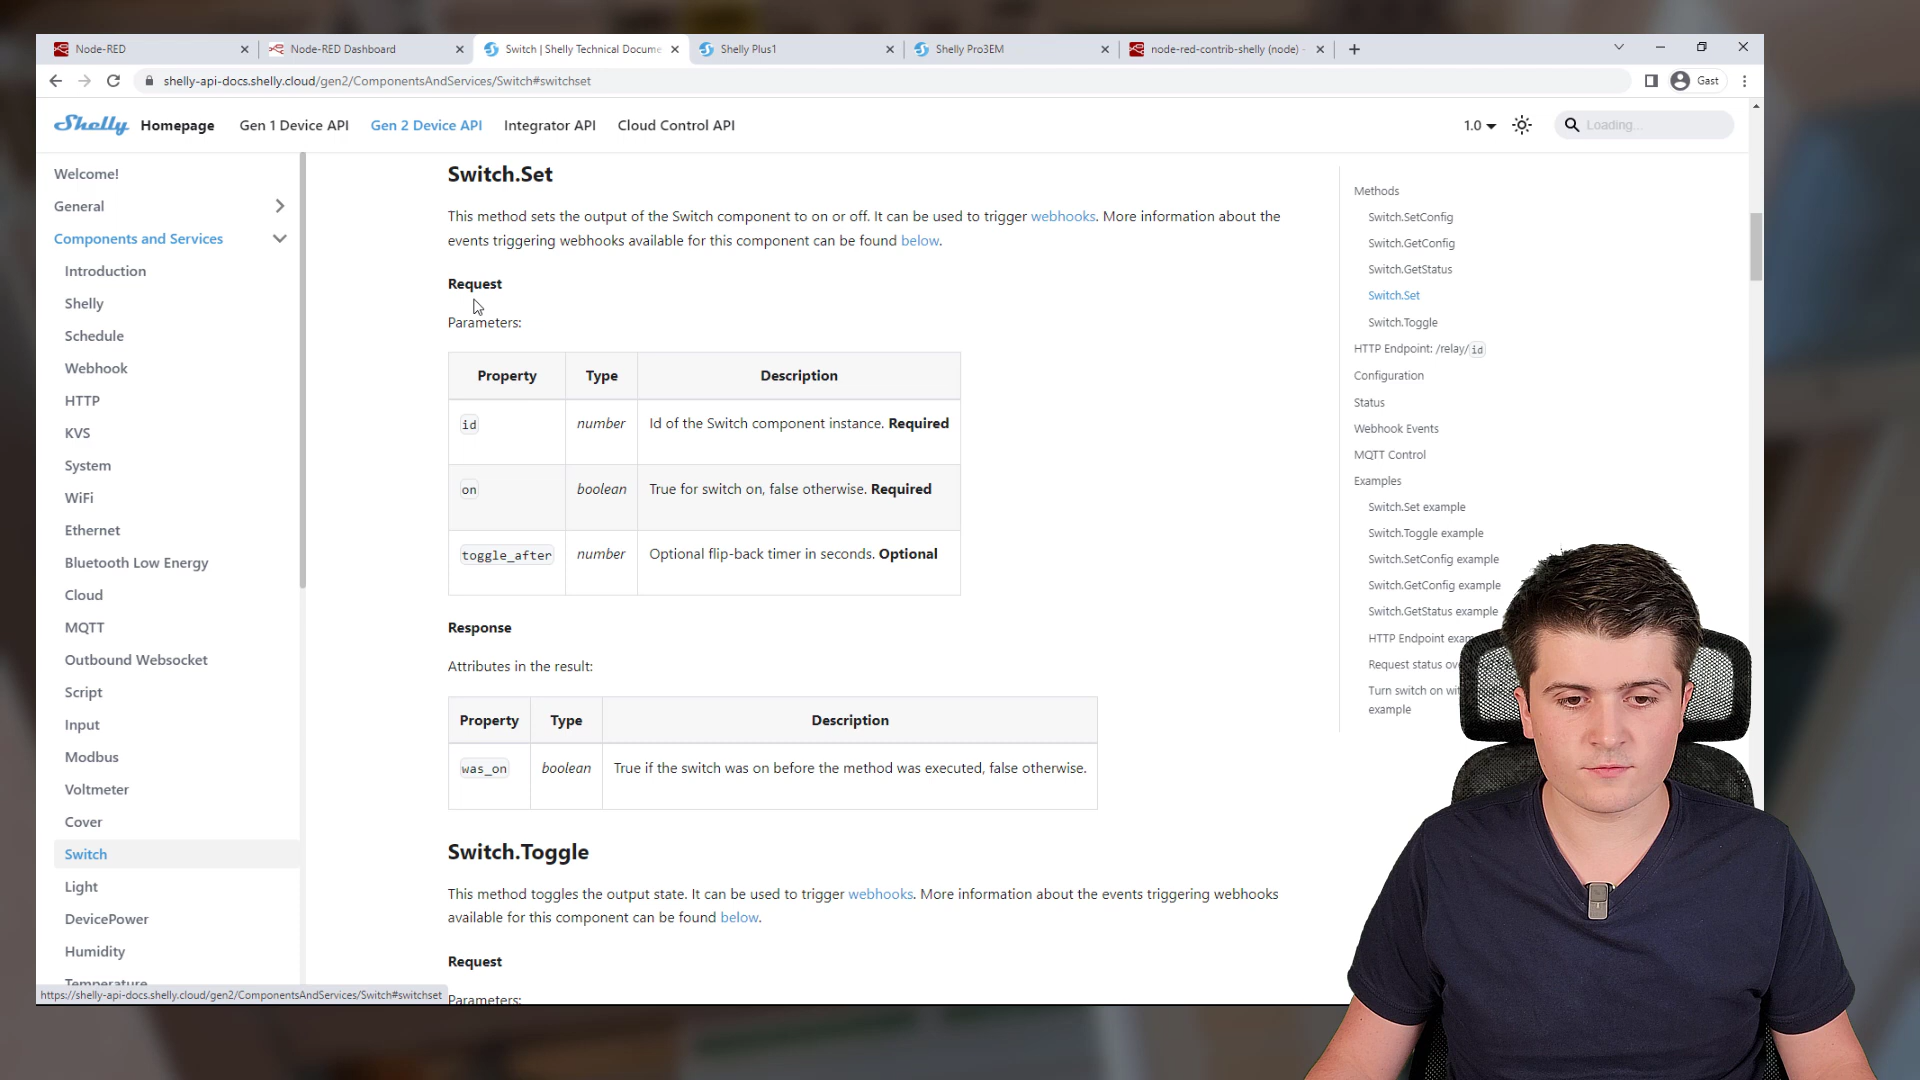 Node-RED
Node-RED Dashboard
Switch | Shelly Technical Docume
Shelly Plus1
Shelly Pro3EM
node-red-contrib-shelly (node) -
shelly-api-docs.shelly.cloud/gen2/ComponentsAndServices/Switch#switchset
Gast
Shelly
Homepage
Gen 1 Device API
Gen 2 Device API
Integrator API
Cloud Control API
1.0
Loading...
Welcome!
General
Components and Services
Introduction
Shelly
Schedule
Webhook
HTTP
KVS
System
WiFi
Ethernet
Bluetooth Low Energy
Cloud
MQTT
Outbound Websocket
Script
Input
Modbus
Voltmeter
Cover
Switch
Light
DevicePower
Humidity
Temperature
https://shelly-api-docs.shelly.cloud/gen2/ComponentsAndServices/Switch#switchset
Switch.Set
This method sets the output of the Switch component to on or off. It can be used to trigger webhooks. More information about the
events triggering webhooks available for this component can be found below.
Request
Parameters:
Property Type Description
id number Id of the Switch component instance. Required
on boolean True for switch on, false otherwise. Required
toggle_after number Optional flip-back timer in seconds. Optional
Response
Attributes in the result:
Property Type Description
was_on boolean True if the switch was on before the method was executed, false otherwise.
Switch.Toggle
This method toggles the output state. It can be used to trigger webhooks. More information about the events triggering webhooks
available for this component can be found below.
Request
Parameters:
Methods
Switch.SetConfig
Switch.GetConfig
Switch.GetStatus
Switch.Set
Switch.Toggle
HTTP Endpoint: /relay/id
Configuration
Status
Webhook Events
MQTT Control
Examples
Switch.Set example
Switch.Toggle example
Switch.SetConfig example
Switch.GetConfig example
Switch.GetStatus example
HTTP Endpoint exam
Request status ov
Turn switch on wi
example